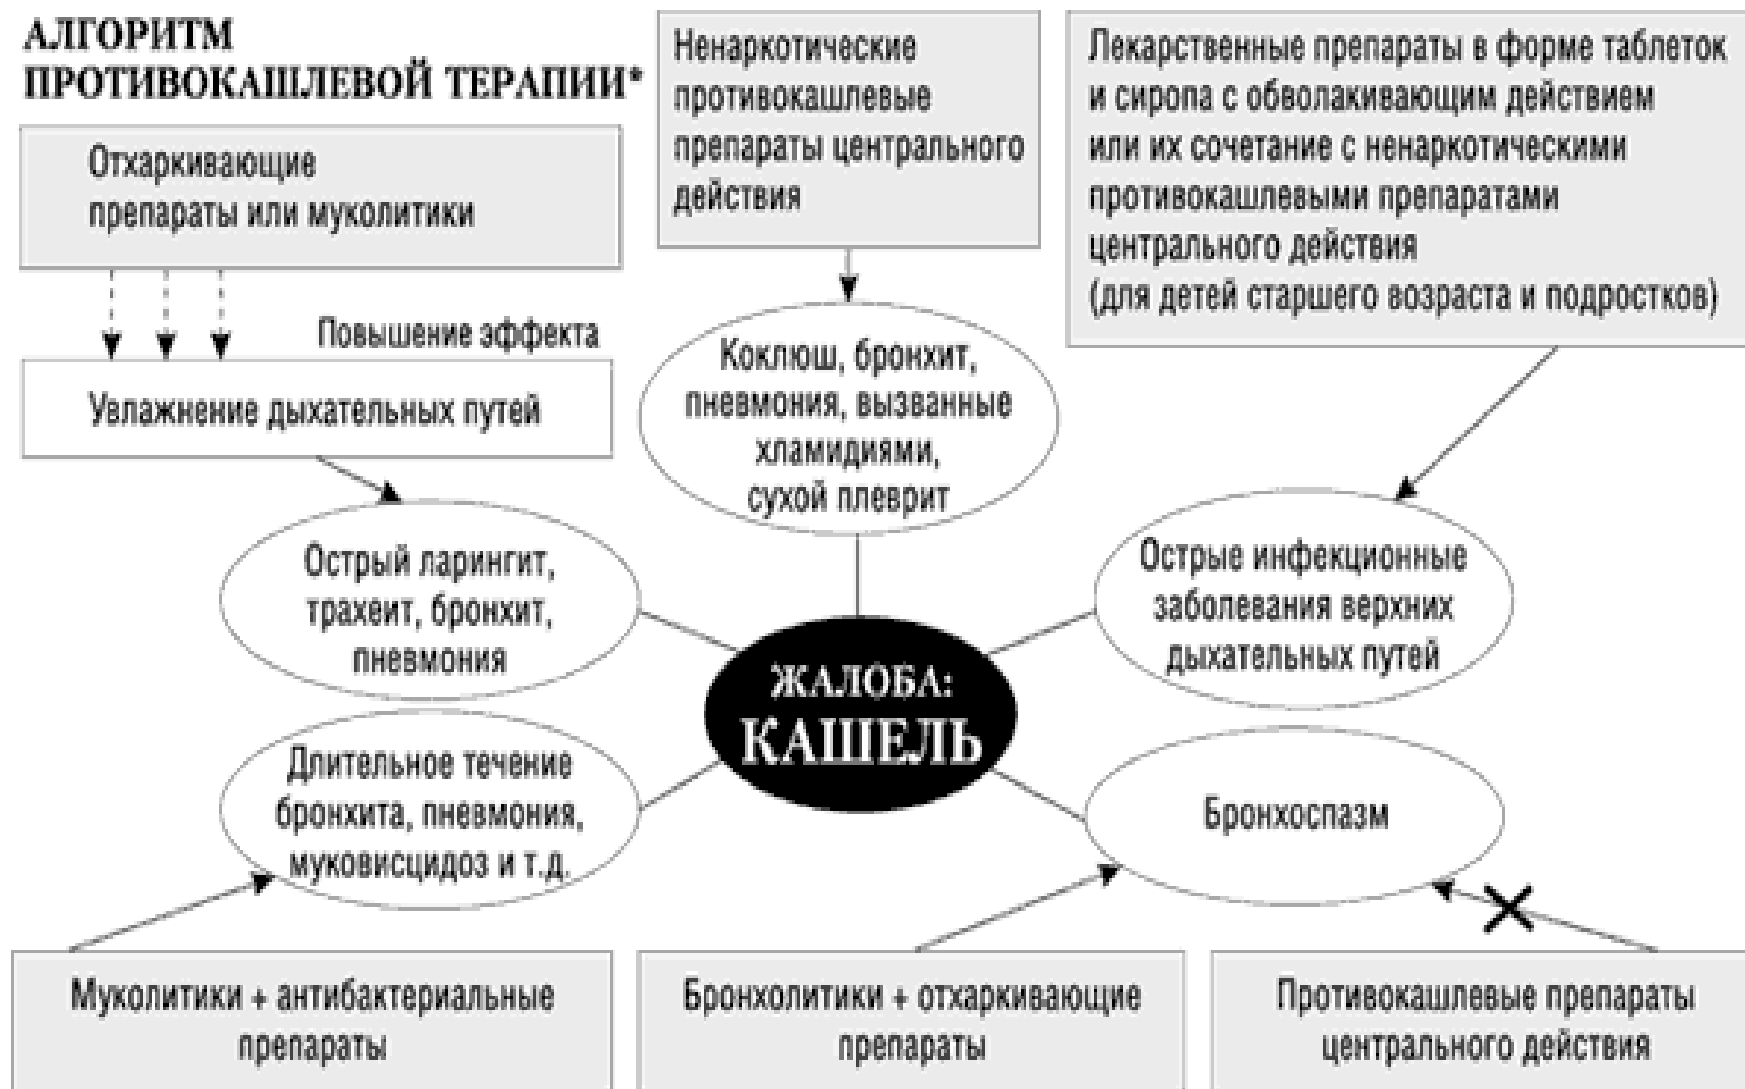 АЛГОРИТМ
ПРОТИВОКАШЛЕВОЙ ТЕРАПИИ*
Отхаркивающие
препараты или муколитики
Повышение эффекта
Увлажнение дыхательных путей
Ненаркотические
противокашлевые
препараты центрального
действия
Лекарственные препараты в форме таблеток
и сиропа с обволакивающим действием
или их сочетание с ненаркотическими
противокашлевыми препаратами
центрального действия
(для детей старшего возраста и подростков)
Коклюш, бронхит,
пневмония, вызванные
хламидиями,
сухой плеврит
Острый ларингит,
трахеит, бронхит,
пневмония
Острые инфекционные
заболевания верхних
дыхательных путей
ЖАЛОБА:
КАШЕЛЬ
Длительное течение
бронхита, пневмония,
муковисцидоз и т.д.
Бронхоспазм
Муколитики + антибактериальные
препараты
Бронхолитики + отхаркивающие
препараты
Противокашлевые препараты
центрального действия